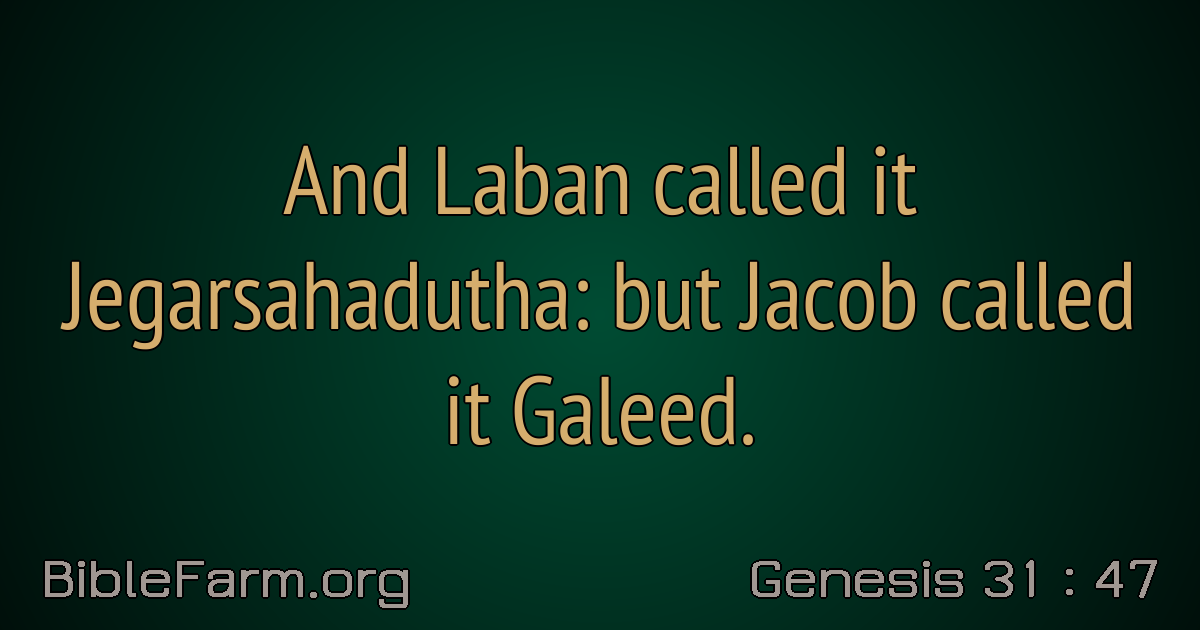 And Laban called it
Jegarsahadutha: but Jacob called
it Galeed.
BibleFarm.org
Genesis 31 : 47